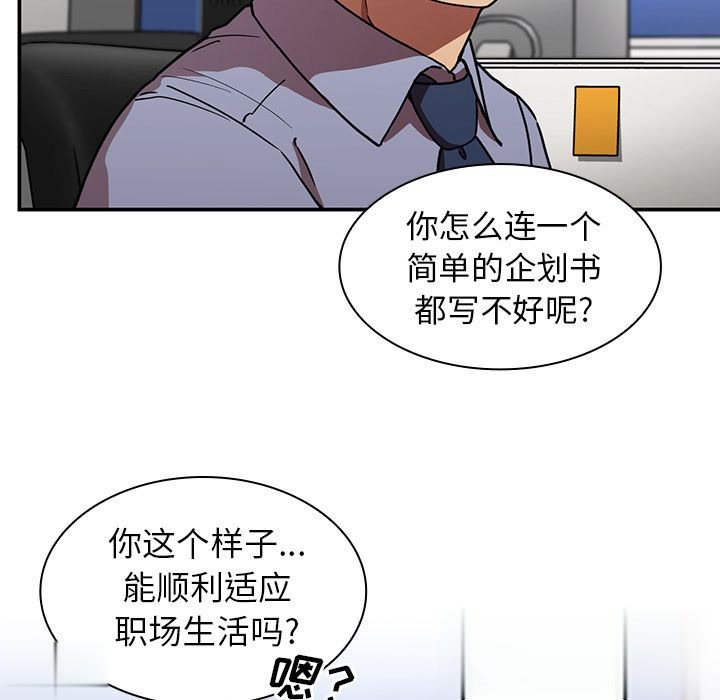 你怎么连一个
简单的企划书
都写不好呢?
你这个样子...
能顺利适应
职场生活吗?
嗯?